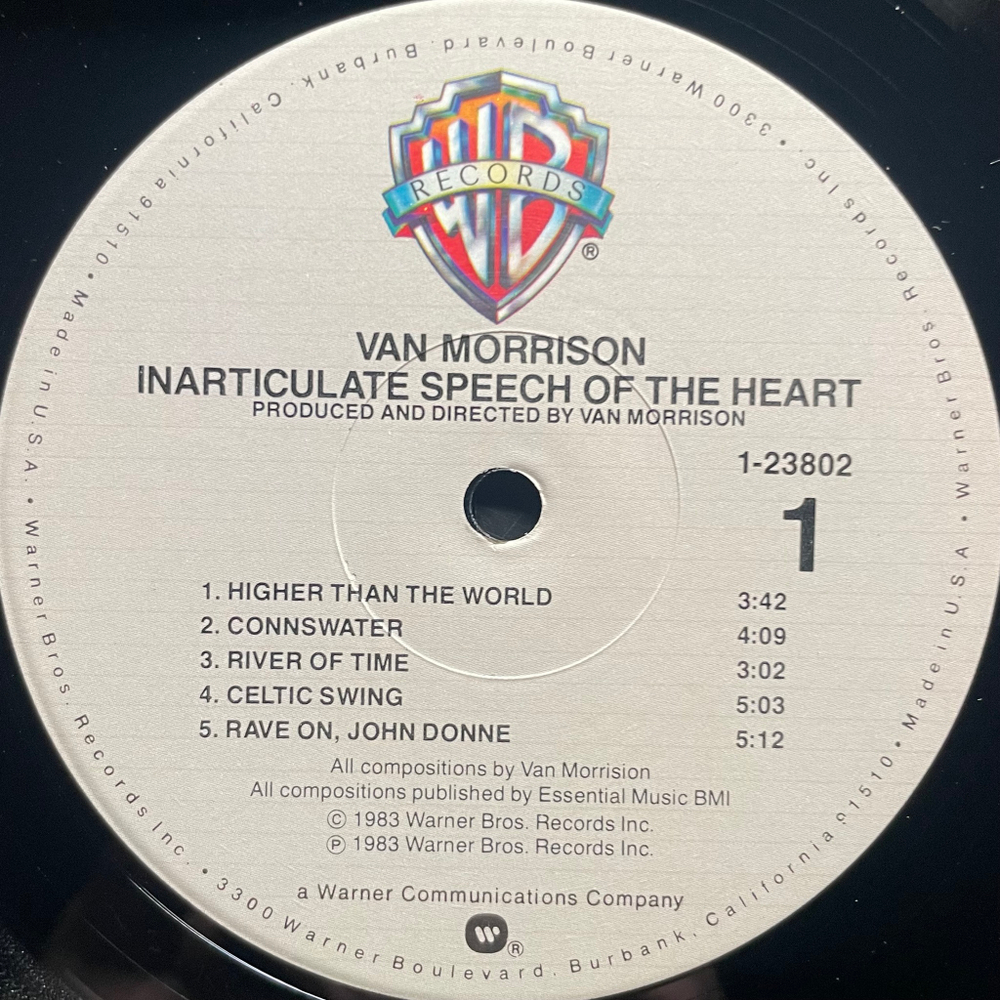 WB
RECORDS
®
VAN MORRISON
INARTICULATE SPEECH OF THE HEART
PRODUCED AND DIRECTED BY VAN MORRISON
1-23802
1
1. HIGHER THAN THE WORLD 3:42
2. CONNSWATER 4:09
3. RIVER OF TIME 3:02
4. CELTIC SWING 5:03
5. RAVE ON, JOHN DONNE 5:12
All compositions by Van Morrision
All compositions published by Essential Music BMI
Ⓒ 1983 Warner Bros. Records Inc.
Ⓟ 1983 Warner Bros. Records Inc.
a Warner Communications Company
W®
Made in U.S.A. • Warner Bros. Records Inc. • 3300 Warner Boulevard. Burbank. California 91510 • Made in U.S.A. • Warner Bros. Records Inc. • 3300 Warner Boulevard. Burbank. California 91510 •